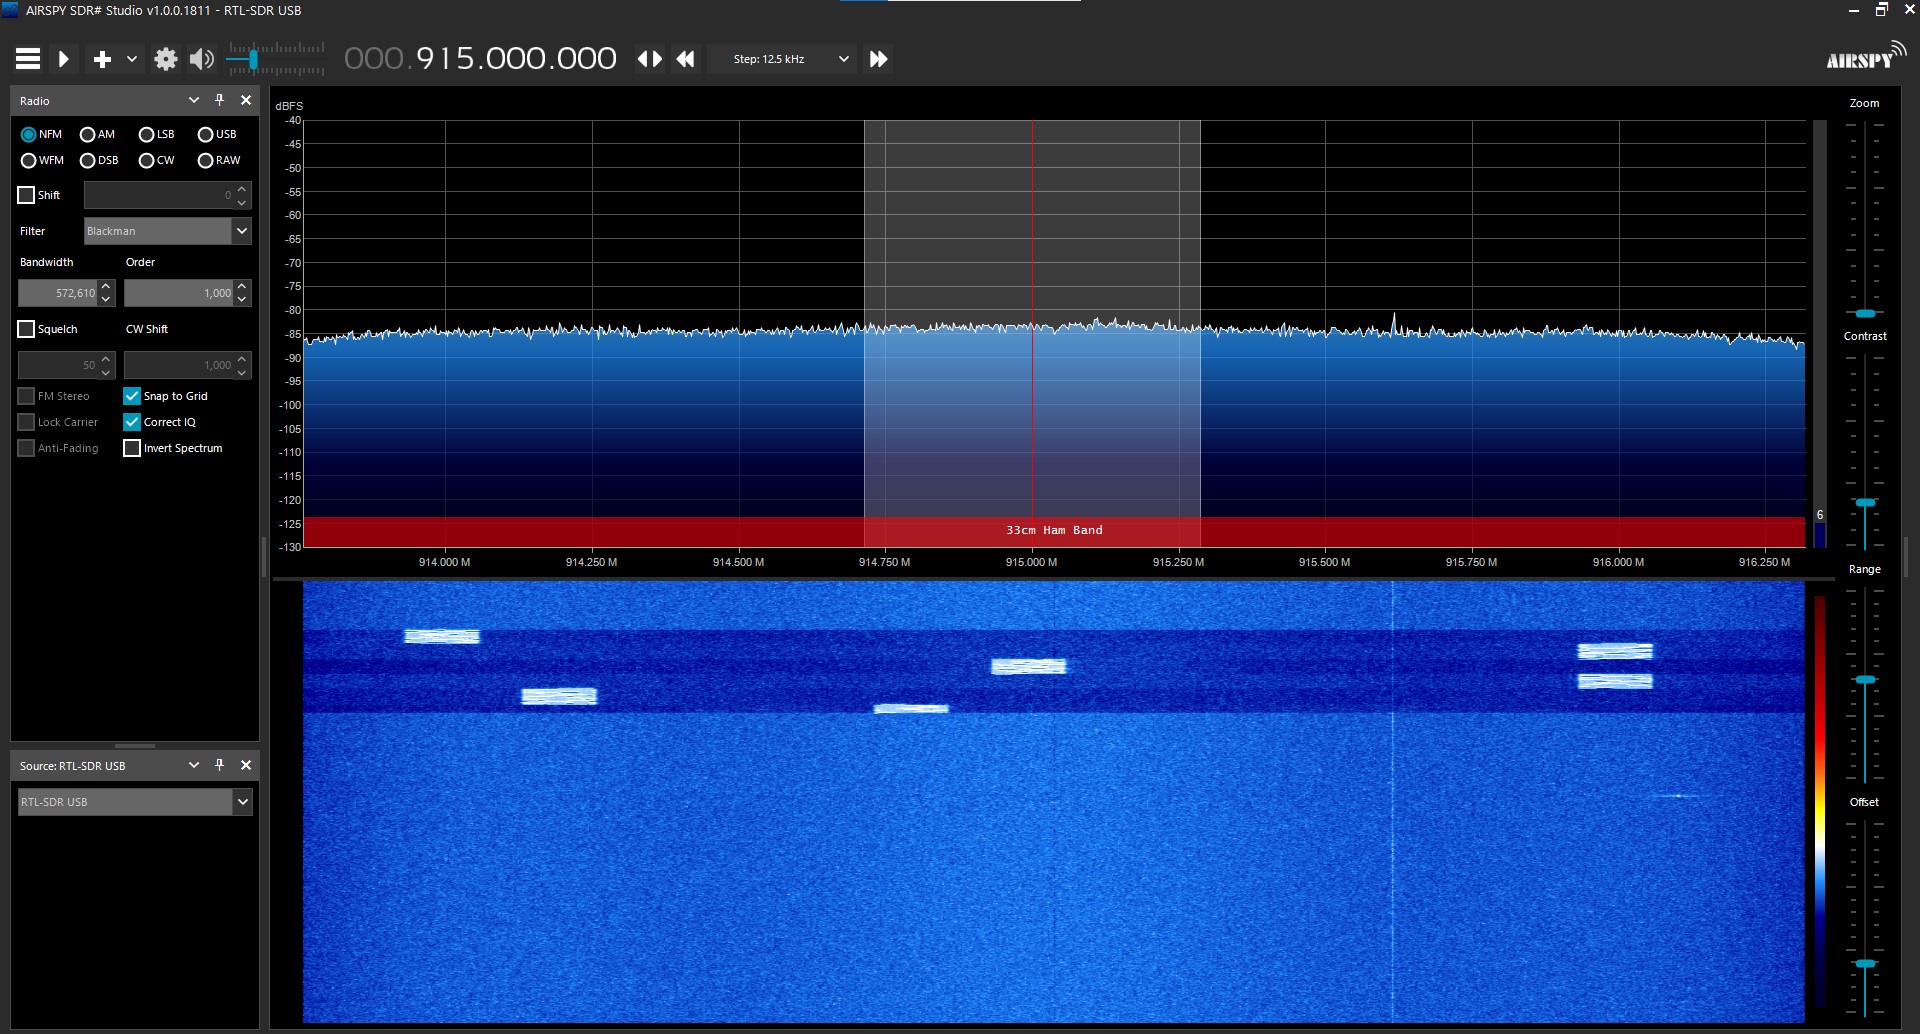 AIRSPY SDR# Studio v1.0.0.1811 - RTL-SDR USB
000.915.000.000
Step: 12.5 kHz
AIRSPY
Radio
NFM AM LSB USB
WFM DSB CW RAW
Shift 0
Filter Blackman
Bandwidth Order
572,610 1,000
Squelch CW Shift
50 1,000
FM Stereo Snap to Grid
Lock Carrier Correct IQ
Anti-Fading Invert Spectrum
Source: RTL-SDR USB
RTL-SDR USB
dBFS
-40
-45
-50
-55
-60
-65
-70
-75
-80
-85
-90
-95
-100
-105
-110
-115
-120
-125
-130
33cm Ham Band
914.000 M 914.250 M 914.500 M 914.750 M 915.000 M 915.250 M 915.500 M 915.750 M 916.000 M 916.250 M
6
Zoom
Contrast
Range
Offset